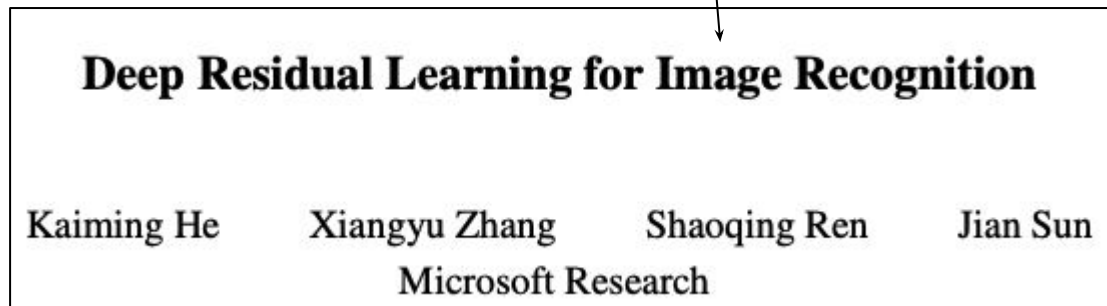 Deep Residual Learning for Image Recognition
Kaiming He Xiangyu Zhang Shaoqing Ren Jian Sun
Microsoft Research